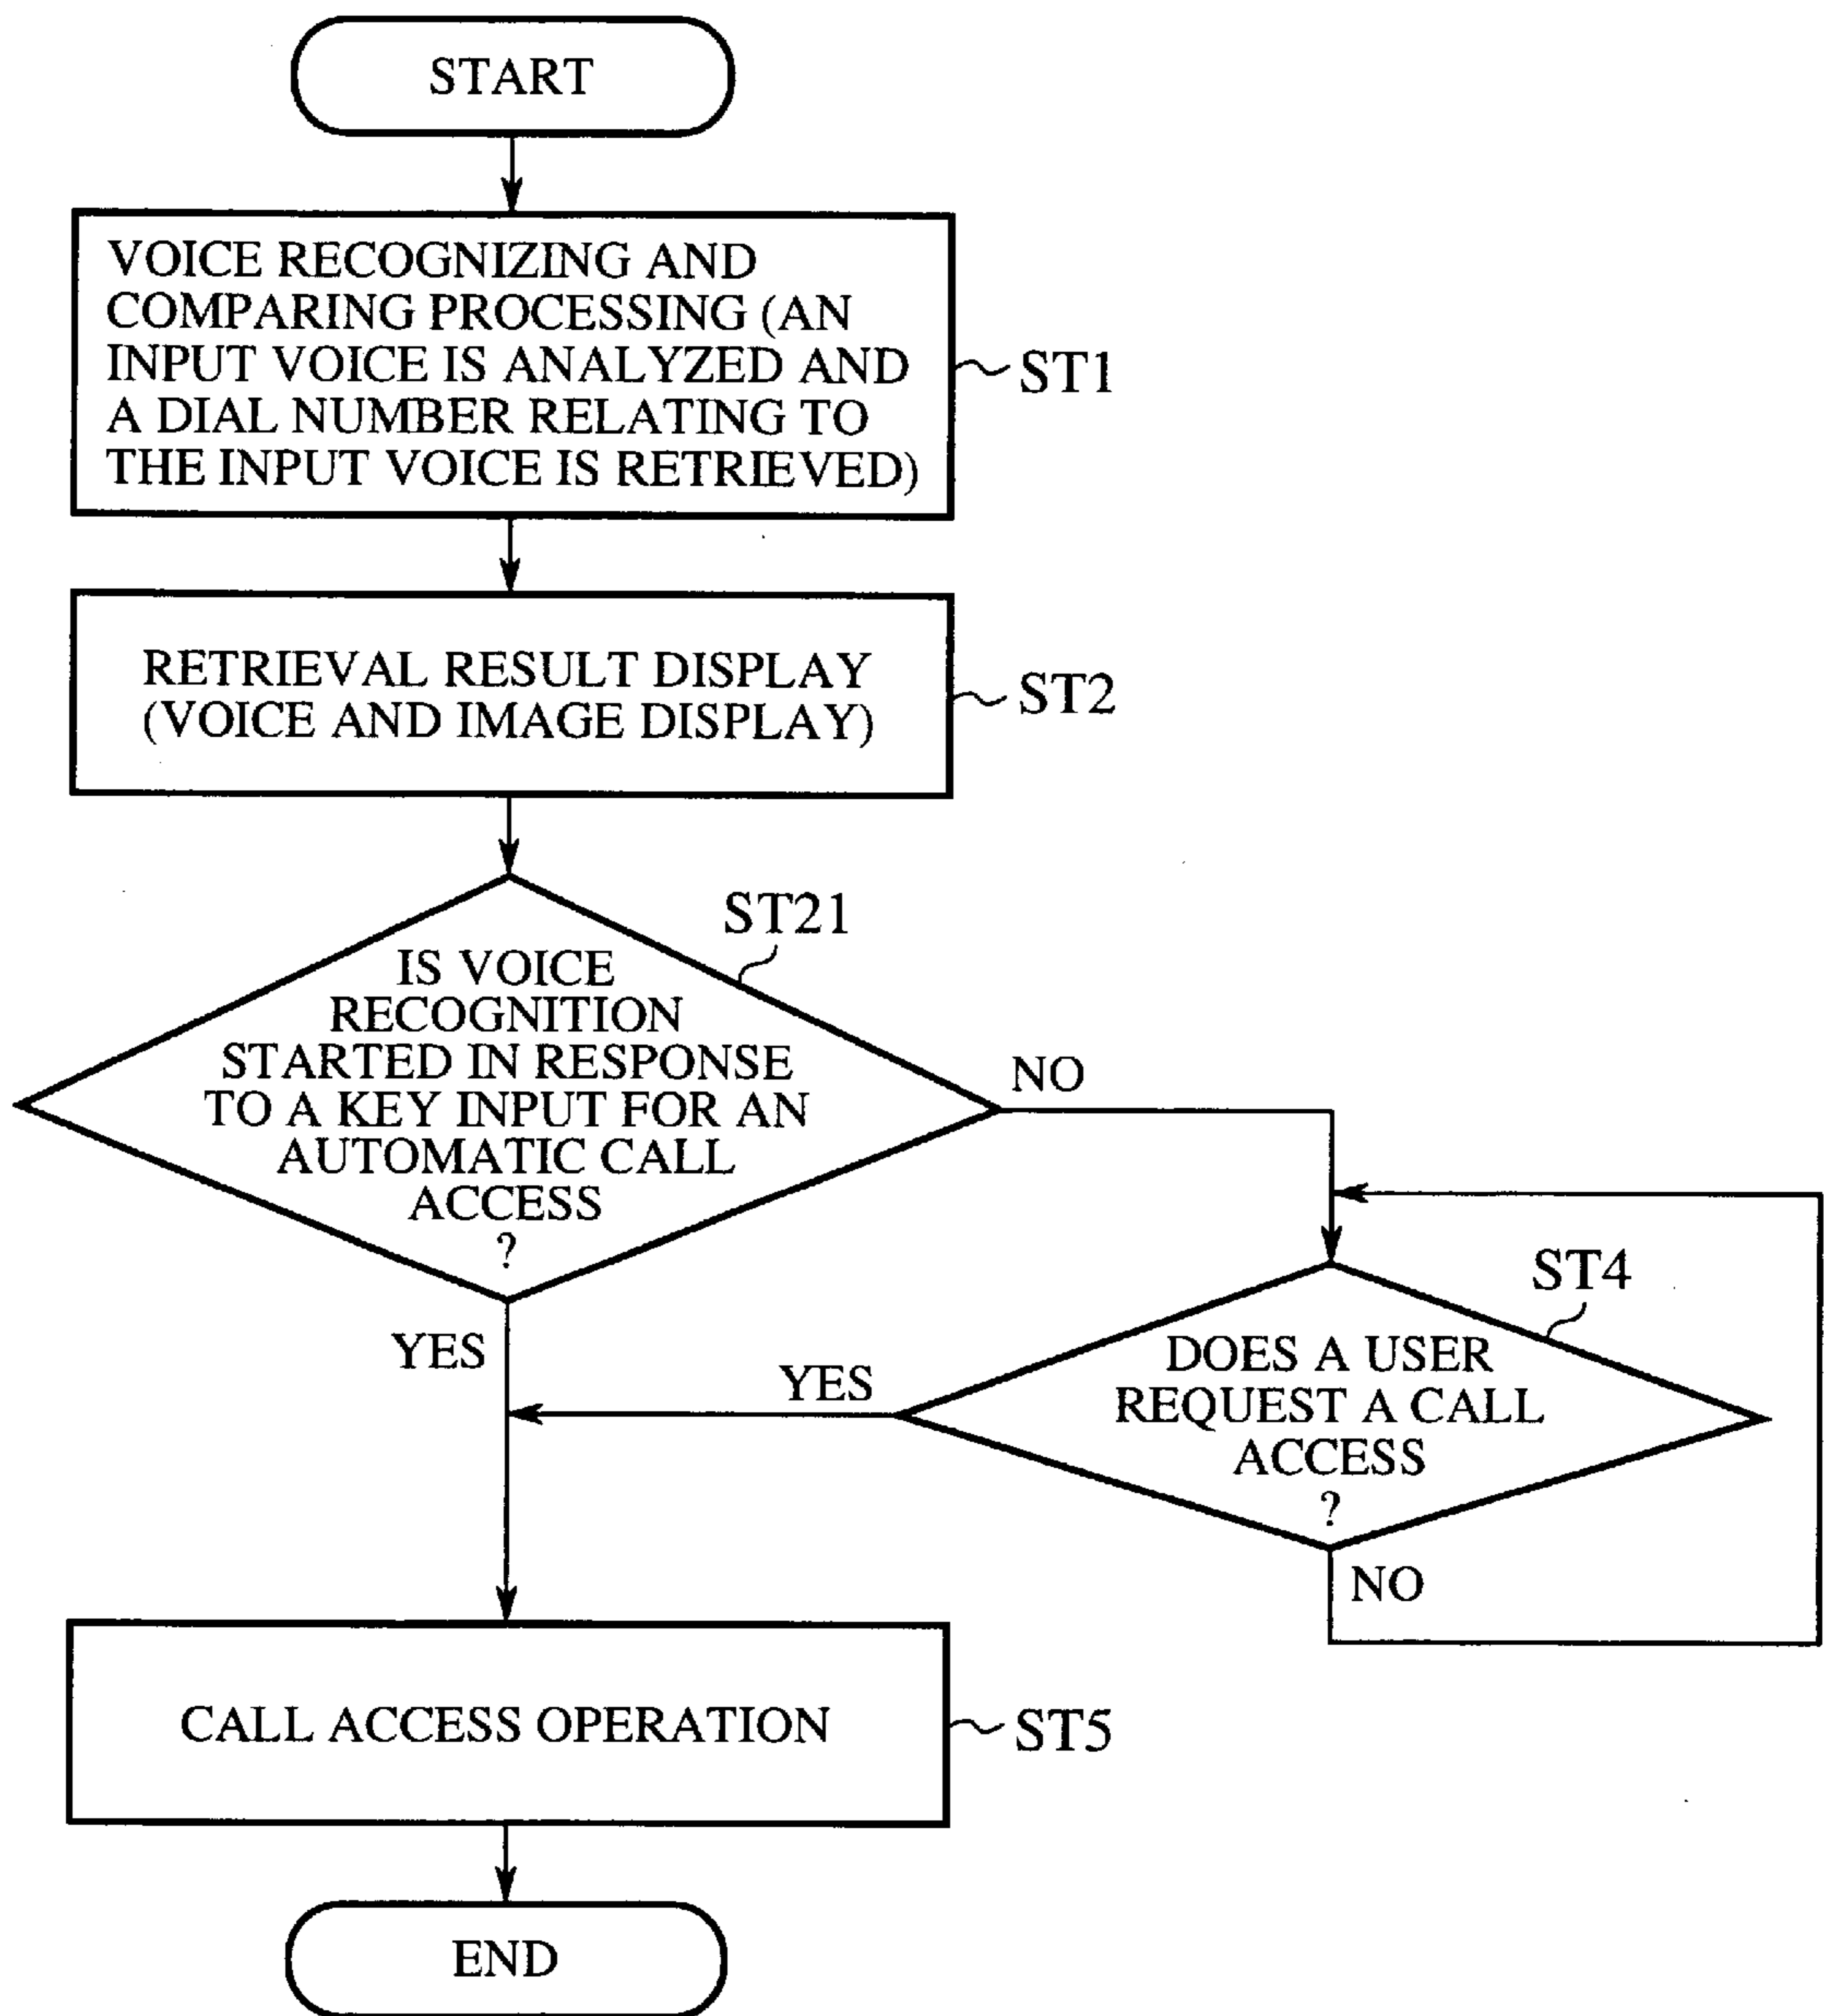 START
VOICE RECOGNIZING AND
COMPARING PROCESSING (AN
INPUT VOICE IS ANALYZED AND
A DIAL NUMBER RELATING TO
THE INPUT VOICE IS RETRIEVED)
ST1
RETRIEVAL RESULT DISPLAY
(VOICE AND IMAGE DISPLAY)
ST2
ST21
IS VOICE
RECOGNITION
STARTED IN RESPONSE
TO A KEY INPUT FOR AN
AUTOMATIC CALL
ACCESS
?
NO
YES
ST4
DOES A USER
REQUEST A CALL
ACCESS
?
YES
NO
CALL ACCESS OPERATION
ST5
END